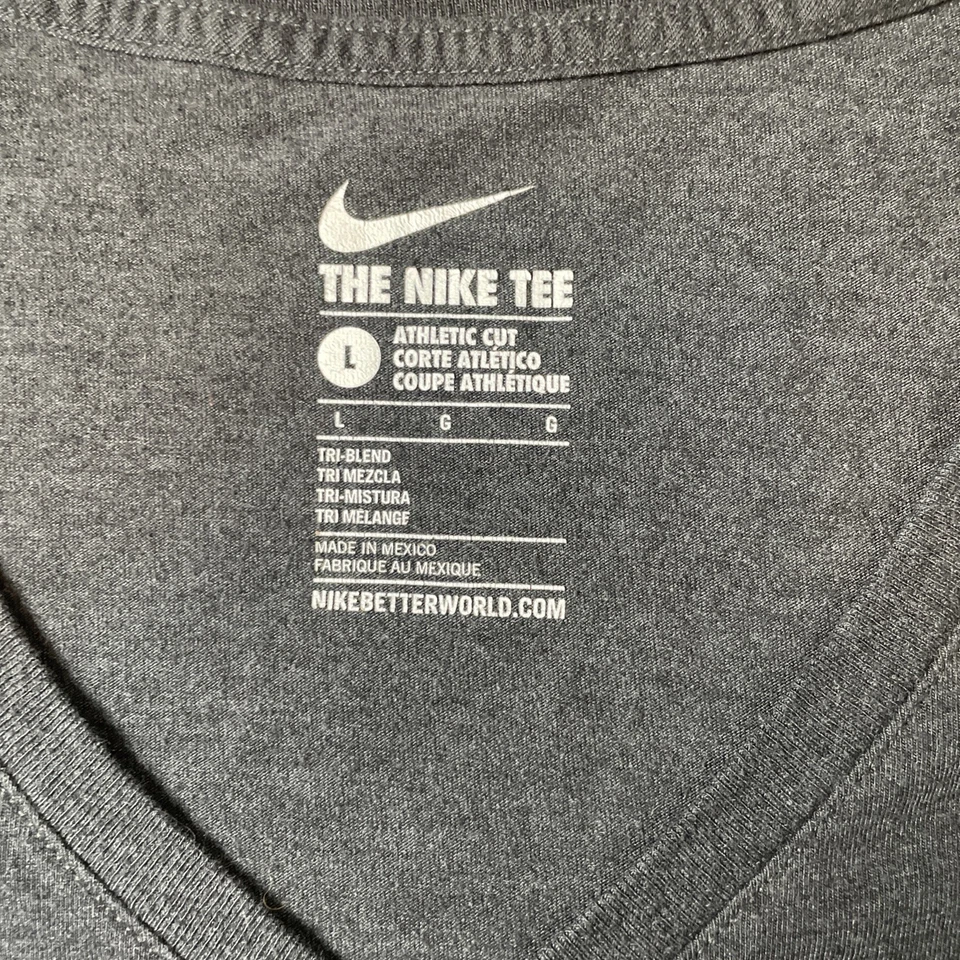 THE NIKE TEE
L
ATHLETIC CUT
CORTE ATLÉTICO
COUPE ATHLÉTIQUE
L G G
TRI-BLEND
TRI MEZCLA
TRI-MISTURA
TRI MÉLANGE
MADE IN MEXICO
FABRIQUÉ AU MEXIQUE
NIKEBETTERWORLD.COM